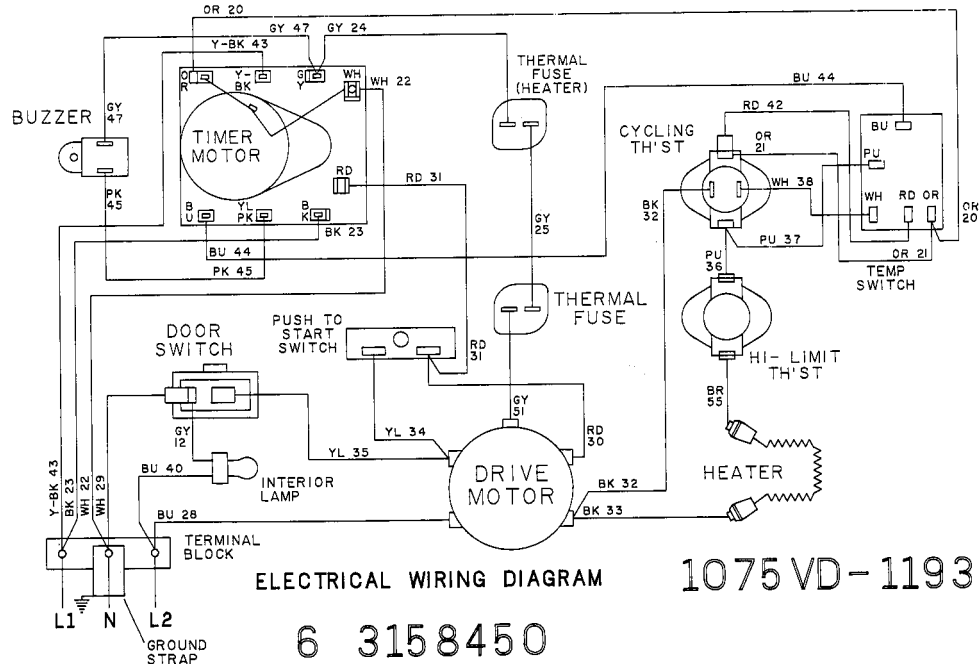 OR 20
GY 47
GY 24
Y-BK 43
OR
Y-BK
GY
WH
WH 22
THERMAL FUSE (HEATER)
BU 44
RD 42
BUZZER
GY 47
TIMER MOTOR
CYCLING TH'ST
OR 21
BU
PU
RD
RD 31
WH 38
WH
RD
OR
PK 45
BU
YL PK
BK
BK 23
BK 32
GY 25
OR 20
BU 44
PU 37
OR 21
PK 45
PU 36
TEMP SWITCH
THERMAL FUSE
PUSH TO START SWITCH
DOOR SWITCH
RD 31
HI-LIMIT TH'ST
GY 51
BR 55
GY 12
YL 34
RD 30
YL 35
DRIVE MOTOR
HEATER
BU 40
INTERIOR LAMP
BK 32
Y-BK 43
BK 23
WH 22
WH 29
BU 28
BK 33
TERMINAL BLOCK
ELECTRICAL WIRING DIAGRAM
1075 VD-1193
L1
N
L2
GROUND STRAP
6 3158450